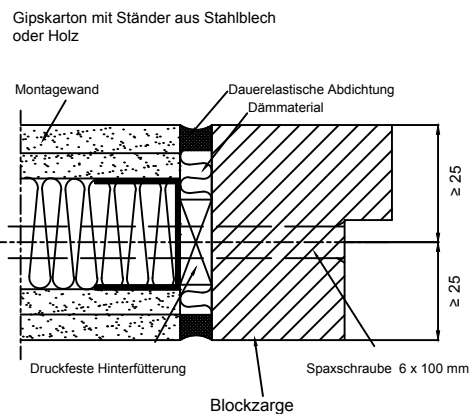 Gipskarton mit Ständer aus Stahlblech
oder Holz
Montagewand
Dauerelastische Abdichtung
Dämmaterial
≥ 25
≥ 25
Druckfeste Hinterfütterung
Spaxschraube 6 x 100 mm
Blockzarge